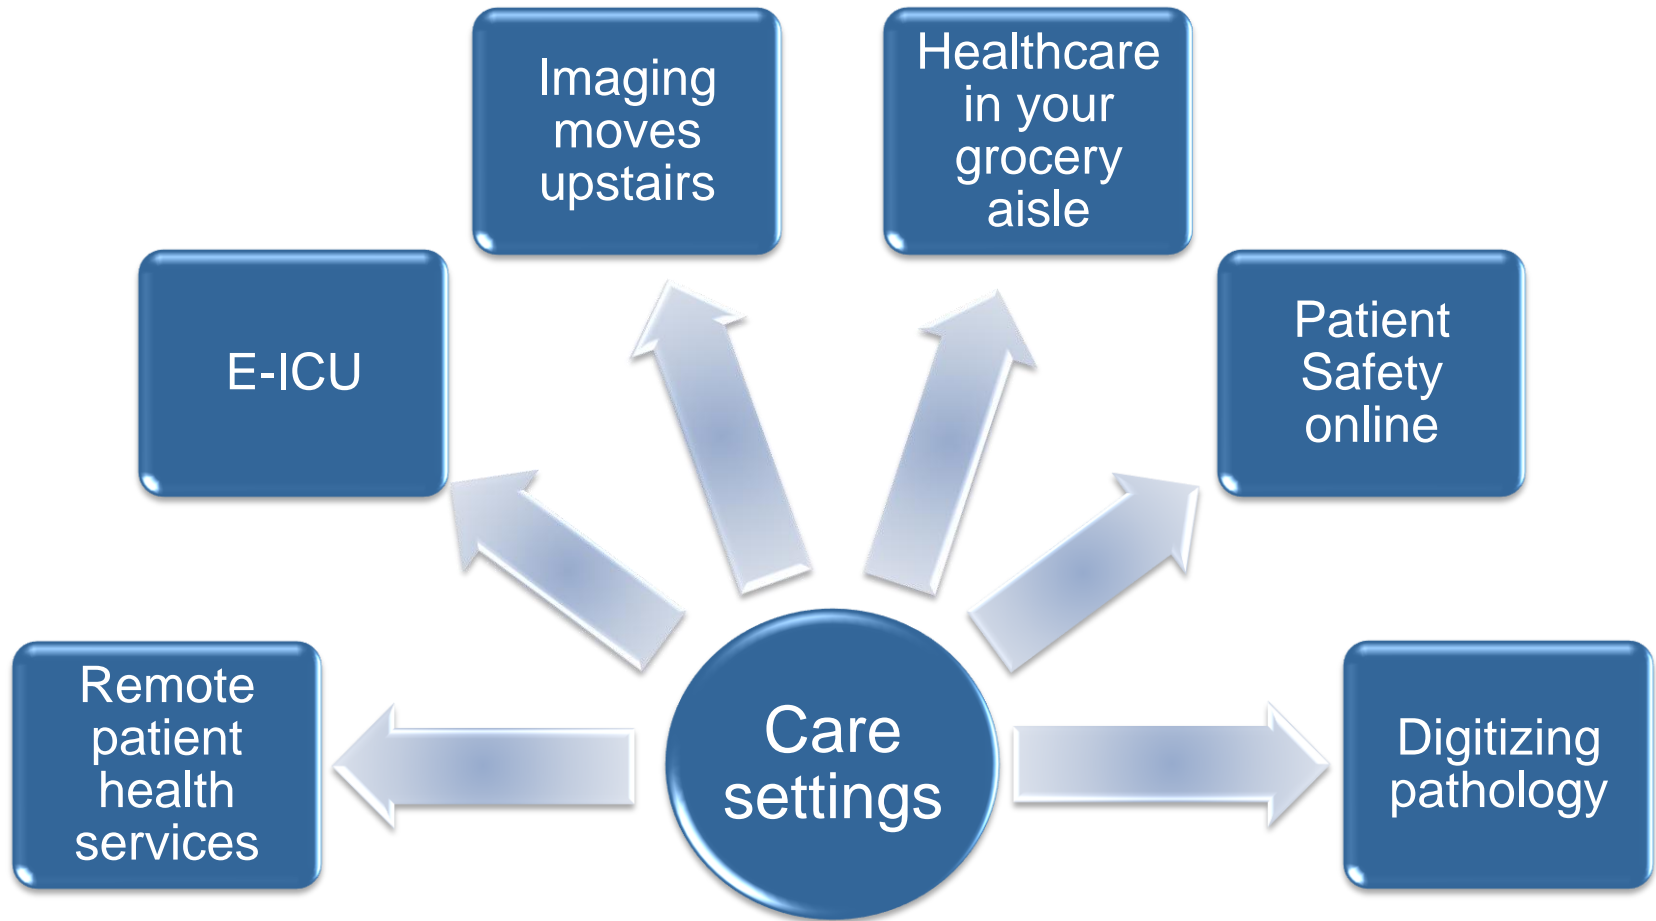 Imaging
moves
upstairs
Healthcare
in your
grocery
aisle
E-ICU
Patient
Safety
online
Remote
patient
health
services
Care
settings
Digitizing
pathology